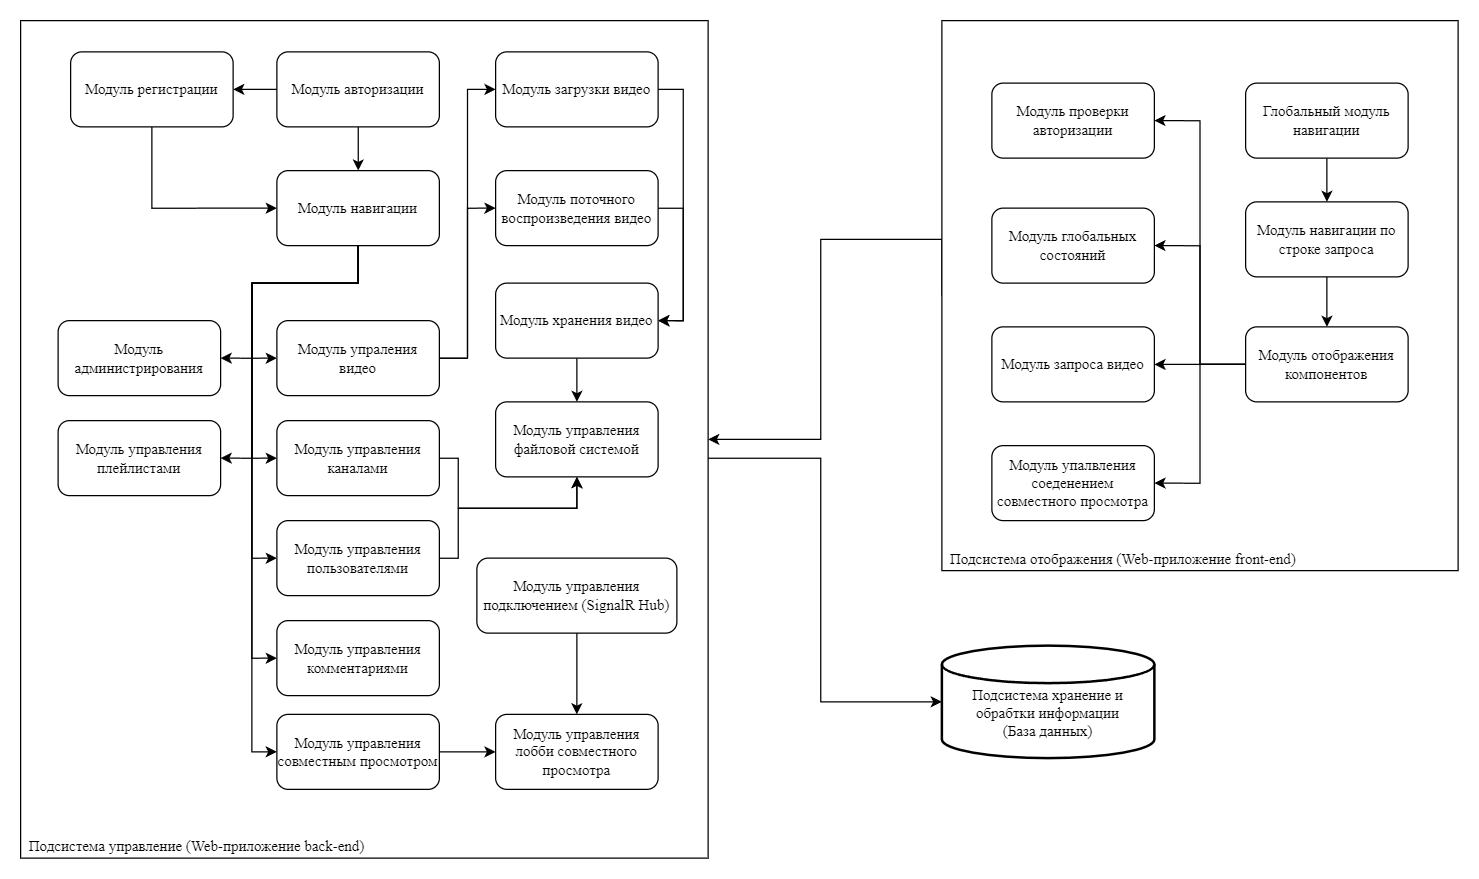 Модуль регистрации
Модуль авторизации
Модуль загрузки видео
Модуль навигации
Модуль поточного
воспроизведения видео
Модуль хранения видео
Модуль
администрирования
Модуль упраления
видео
Модуль управления
плейлистами
Модуль управления
каналами
Модуль управления
файловой системой
Модуль управления
пользователями
Модуль управления
подключением (SignalR Hub)
Модуль управления
комментариями
Модуль управления
совместным просмотром
Модуль управления
лобби совместного
просмотра
Подсистема управление (Web-приложение back-end)
Модуль проверки
авторизации
Глобальный модуль
навигации
Модуль глобальных
состояний
Модуль навигации по
строке запроса
Модуль запроса видео
Модуль отображения
компонентов
Модуль упалвления
соеденением
совместного просмотра
Подсистема отображения (Web-приложение front-end)
Подсистема хранение и
обрабтки информации
(База данных)